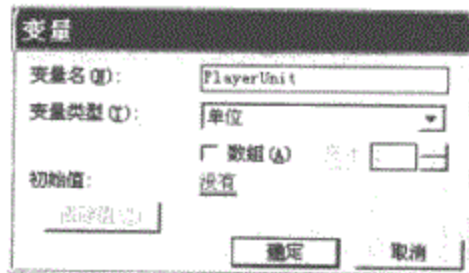 变量
变量名(N):
PlayerUnit
变量类型(T):
单位
数组(A)
初始值:
没有
确定
取消